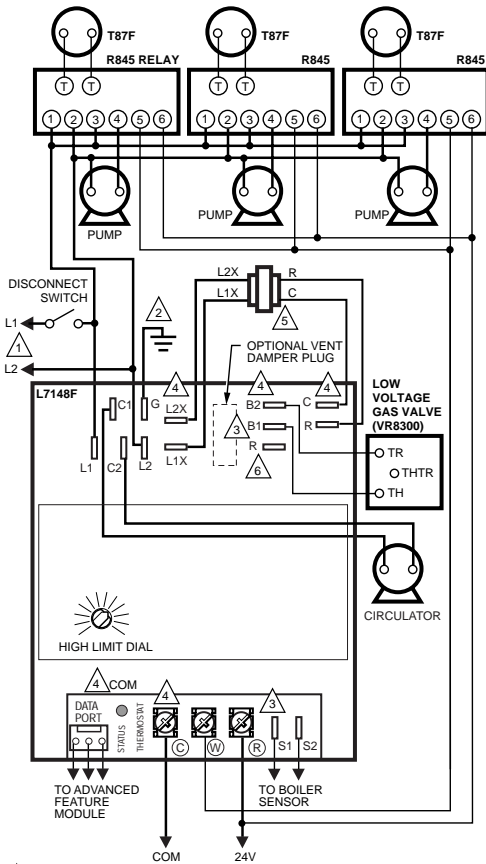 T87F T87F T87F
R845 RELAY R845 R845
T T T T T T
1 2 3 4 5 6 1 2 3 4 5 6 1 2 3 4 5 6
PUMP PUMP PUMP
DISCONNECT
SWITCH
L1
1
L2
2
L2X
L1X
R
C
5
OPTIONAL VENT
DAMPER PLUG
L7148F
C1 G
4
L2X
3
4
B2
4
C
L1 C2 L2 L1X
B1
R
R
6
LOW
VOLTAGE
GAS VALVE
(VR8300)
TR
THTR
TH
CIRCULATOR
HIGH LIMIT DIAL
4 COM
DATA
PORT
STATUS
THERMOSTAT
4
C W R
3
S1 S2
TO ADVANCED
FEATURE
MODULE
TO BOILER
SENSOR
COM 24V